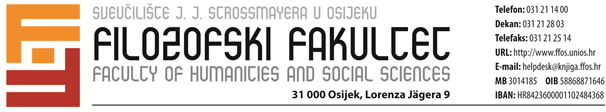 SVEUČILIŠTE J. J. STROSSMAYERA U OSIJEKU
FILOZOFSKI FAKULTET
FACULTY OF HUMANITIES AND SOCIAL SCIENCES
31 000 Osijek, Lorenza Jägera 9
Telefon: 031 21 14 00
Dekan: 031 21 28 03
Telefaks: 031 21 25 14
URL: http://www.ffos.unios.hr
E-mail: helpdesk@knjiga.ffos.hr
MB 3014185 OIB 58868871646
IBAN: HR8423600001102484368